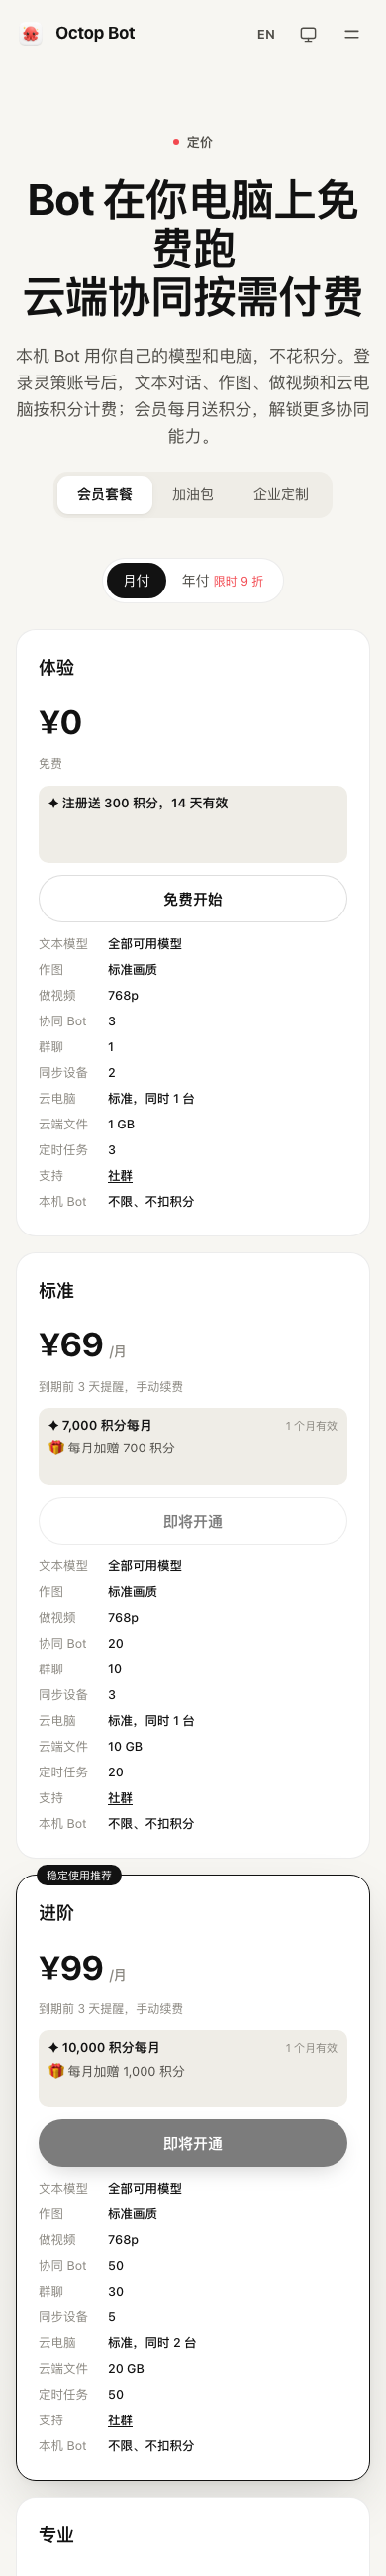 Octop Bot
EN
定价
Bot 在你电脑上免
费跑
云端协同按需付费
本机 Bot 用你自己的模型和电脑，不花积分。登
录灵策账号后，文本对话、作图、做视频和云电
脑按积分计费；会员每月送积分，解锁更多协同
能力。
会员套餐 加油包 企业定制
月付 年付 限时 9 折
体验
¥0
免费
✦ 注册送 300 积分，14 天有效
免费开始
文本模型 全部可用模型
作图 标准画质
做视频 768p
协同 Bot 3
群聊 1
同步设备 2
云电脑 标准，同时 1 台
云端文件 1 GB
定时任务 3
支持 社群
本机 Bot 不限、不扣积分
标准
¥69 /月
到期前 3 天提醒，手动续费
✦ 7,000 积分每月 1 个月有效
🎁 每月加赠 700 积分
即将开通
文本模型 全部可用模型
作图 标准画质
做视频 768p
协同 Bot 20
群聊 10
同步设备 3
云电脑 标准，同时 1 台
云端文件 10 GB
定时任务 20
支持 社群
本机 Bot 不限、不扣积分
稳定使用推荐
进阶
¥99 /月
到期前 3 天提醒，手动续费
✦ 10,000 积分每月 1 个月有效
🎁 每月加赠 1,000 积分
即将开通
文本模型 全部可用模型
作图 标准画质
做视频 768p
协同 Bot 50
群聊 30
同步设备 5
云电脑 标准，同时 2 台
云端文件 20 GB
定时任务 50
支持 社群
本机 Bot 不限、不扣积分
专业